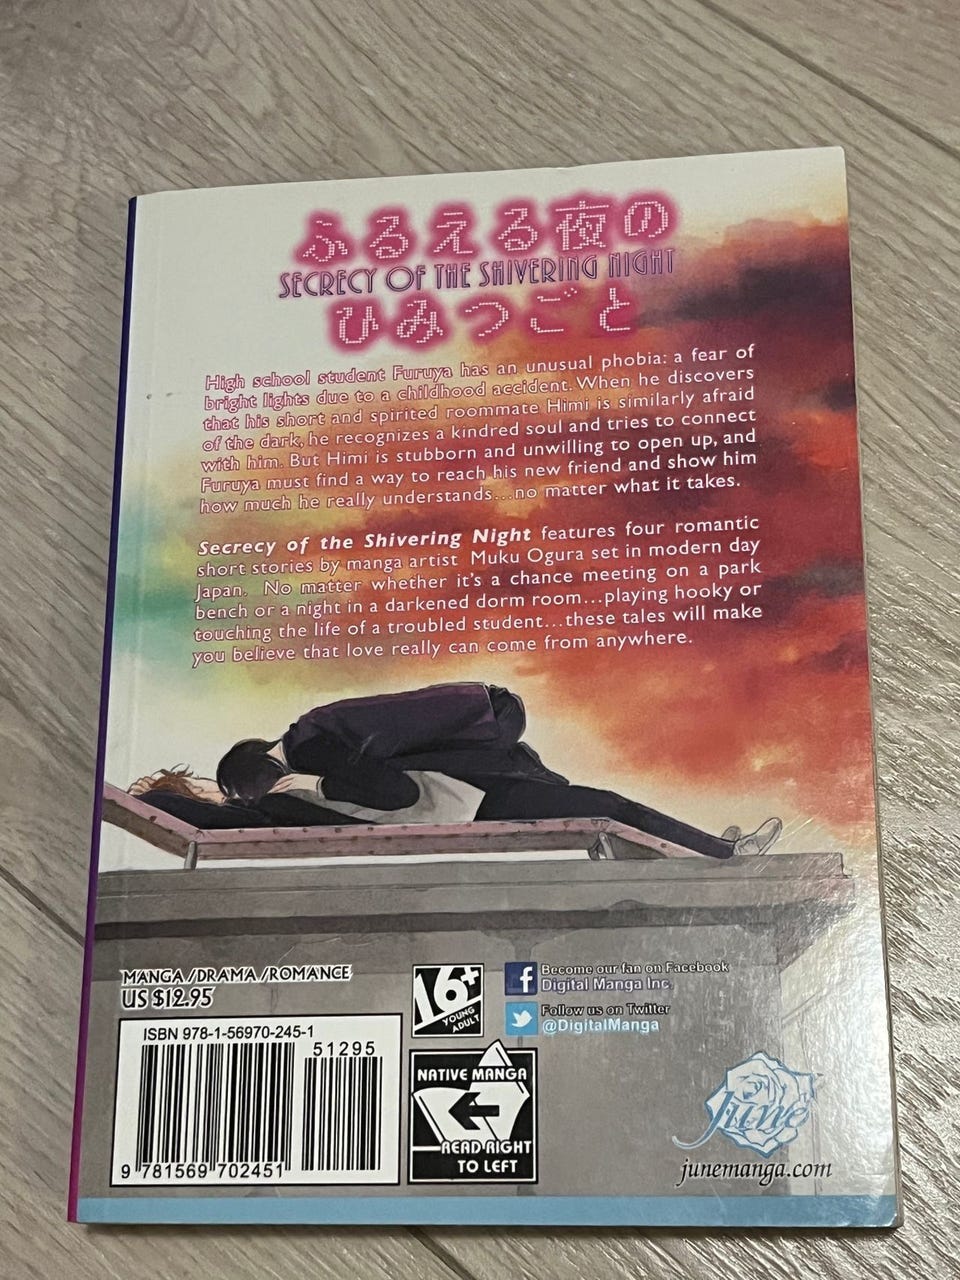 ふるえる夜の
SECRECY OF THE SHIVERING NIGHT
ひみつごと
High school student Furuya has an unusual phobia: a fear of
bright lights due to a childhood accident. When he discovers
that his short and spirited roommate Himi is similarly afraid
of the dark, he recognizes a kindred soul and tries to connect
with him. But Himi is stubborn and unwilling to open up, and
Furuya must find a way to reach his new friend and show him
how much he really understands...no matter what it takes.
Secrecy of the Shivering Night features four romantic
short stories by manga artist Muku Ogura set in modern day
Japan. No matter whether it's a chance meeting on a park
bench or a night in a darkened dorm room...playing hooky or
touching the life of a troubled student...these tales will make
you believe that love really can come from anywhere.
MANGA/DRAMA/ROMANCE
US $12.95
ISBN 978-1-56970-245-1
51295
9 781569 702451
16+
YOUNG
ADULT
f
Become our fan on Facebook
Digital Manga Inc.
Follow us on Twitter
@DigitalManga
NATIVE MANGA
READ RIGHT
TO LEFT
June
junemanga.com